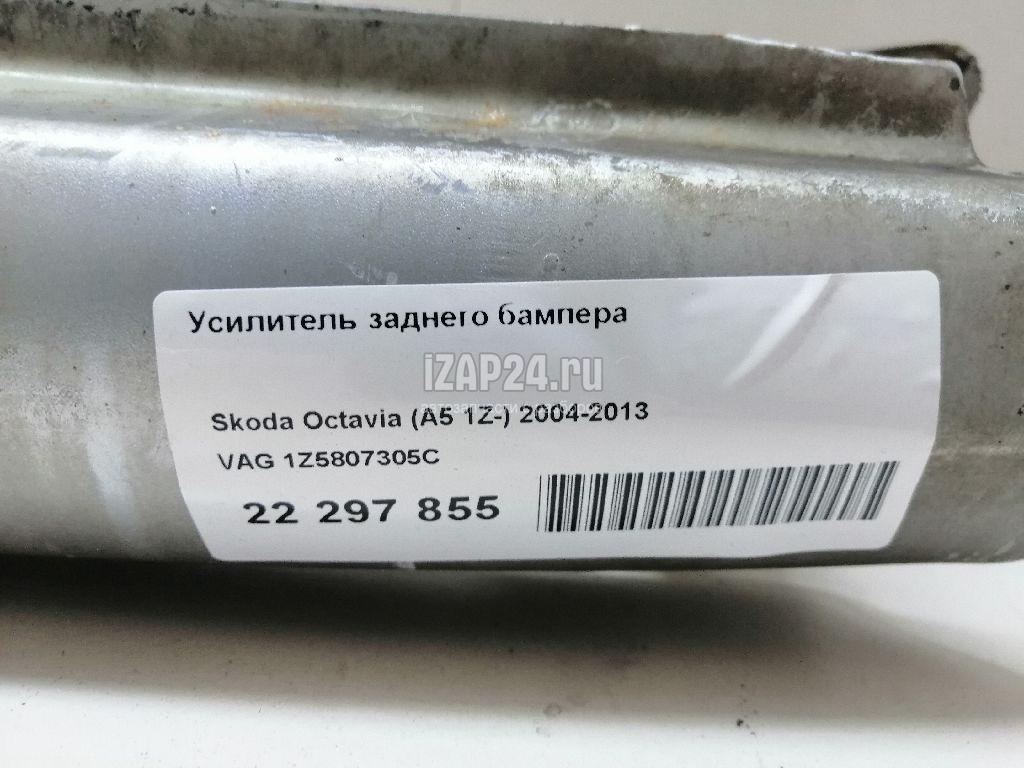 Усилитель заднего бампера
iZAP24.ru
Skoda Octavia (A5 1Z-) 2004-2013
VAG 1Z5807305C
22 297 855